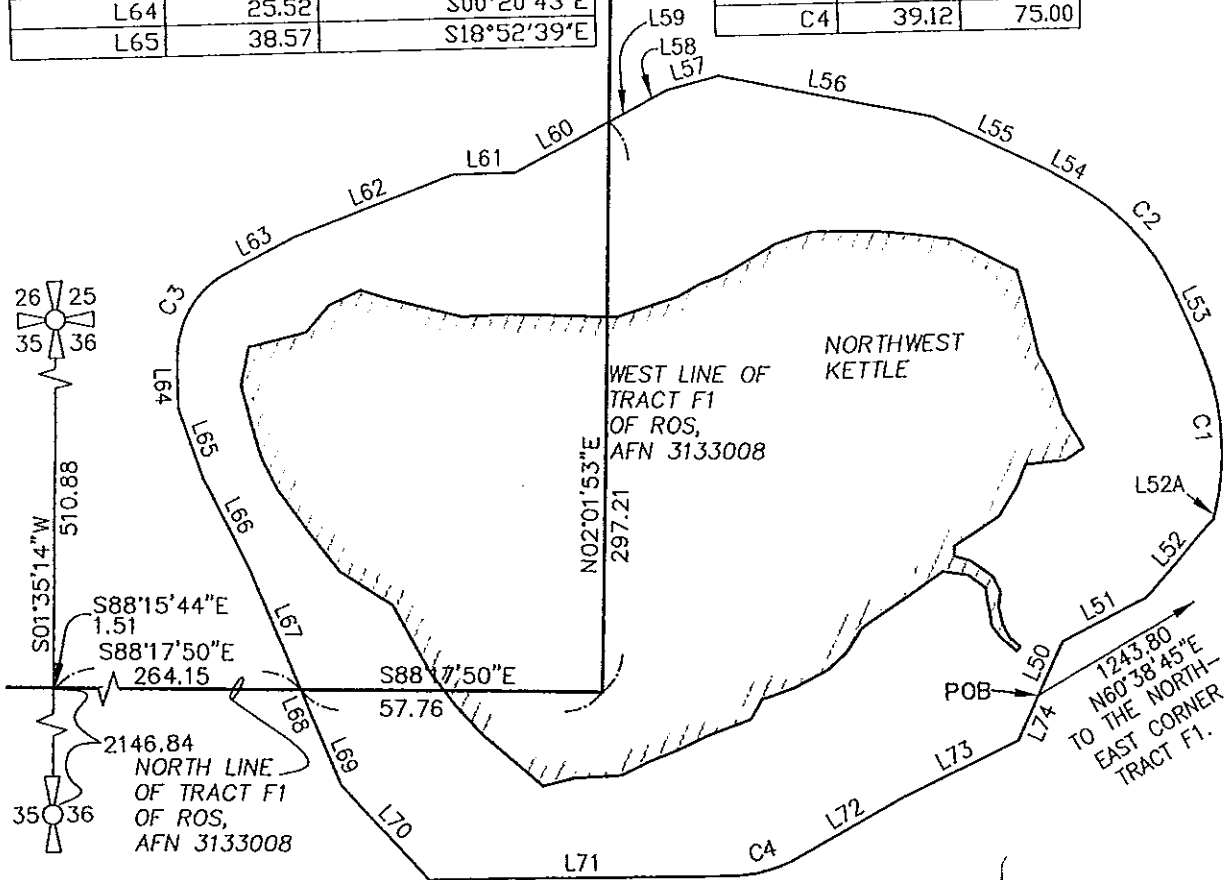 L64 25.52 S00°20'43"E
L65 38.57 S18°52'39"E
C4 39.12 75.00
L59
L58
L57
L56
L55
L54
C2
L60
L61
L62
L63
C3
L64
L65
L66
L67
L53
C1
L52A
L52
L51
L50
26 25
35 36
S01°35'14"W
510.88
NORTHWEST
KETTLE
WEST LINE OF
TRACT F1
OF ROS,
AFN 3133008
N02°01'53"E
297.21
S88°15'44"E
1.51
S88°17'50"E
264.15
S88°17'50"E
57.76
L68
L69
L70
L71
C4
L72
L73
L74
POB
1243.80
N60°38'45"E
TO THE NORTH-
EAST CORNER
TRACT F1.
2146.84
NORTH LINE
OF TRACT F1
OF ROS,
AFN 3133008
35 36